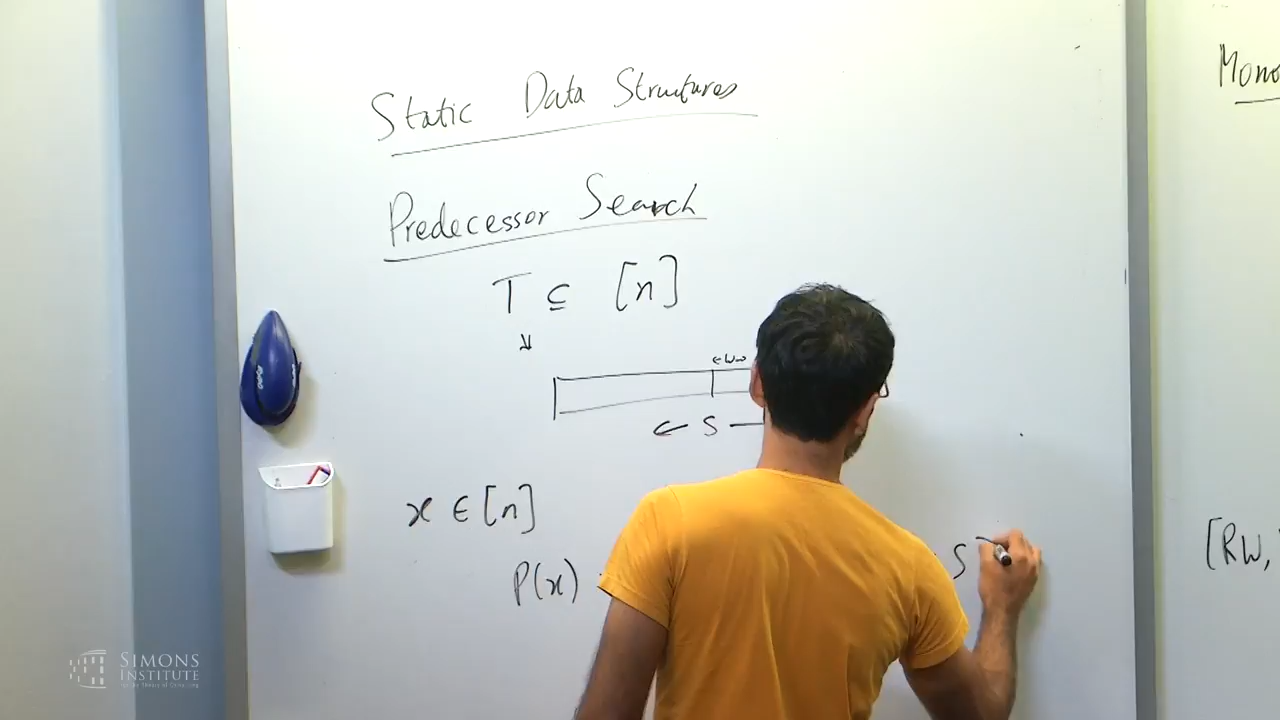 Static Data Structures
Predecessor Search
T ⊆ [n]
← w →
← S —
x ∈ [n]
P(x)
S
Mono
[RW,
SIMONS
INSTITUTE